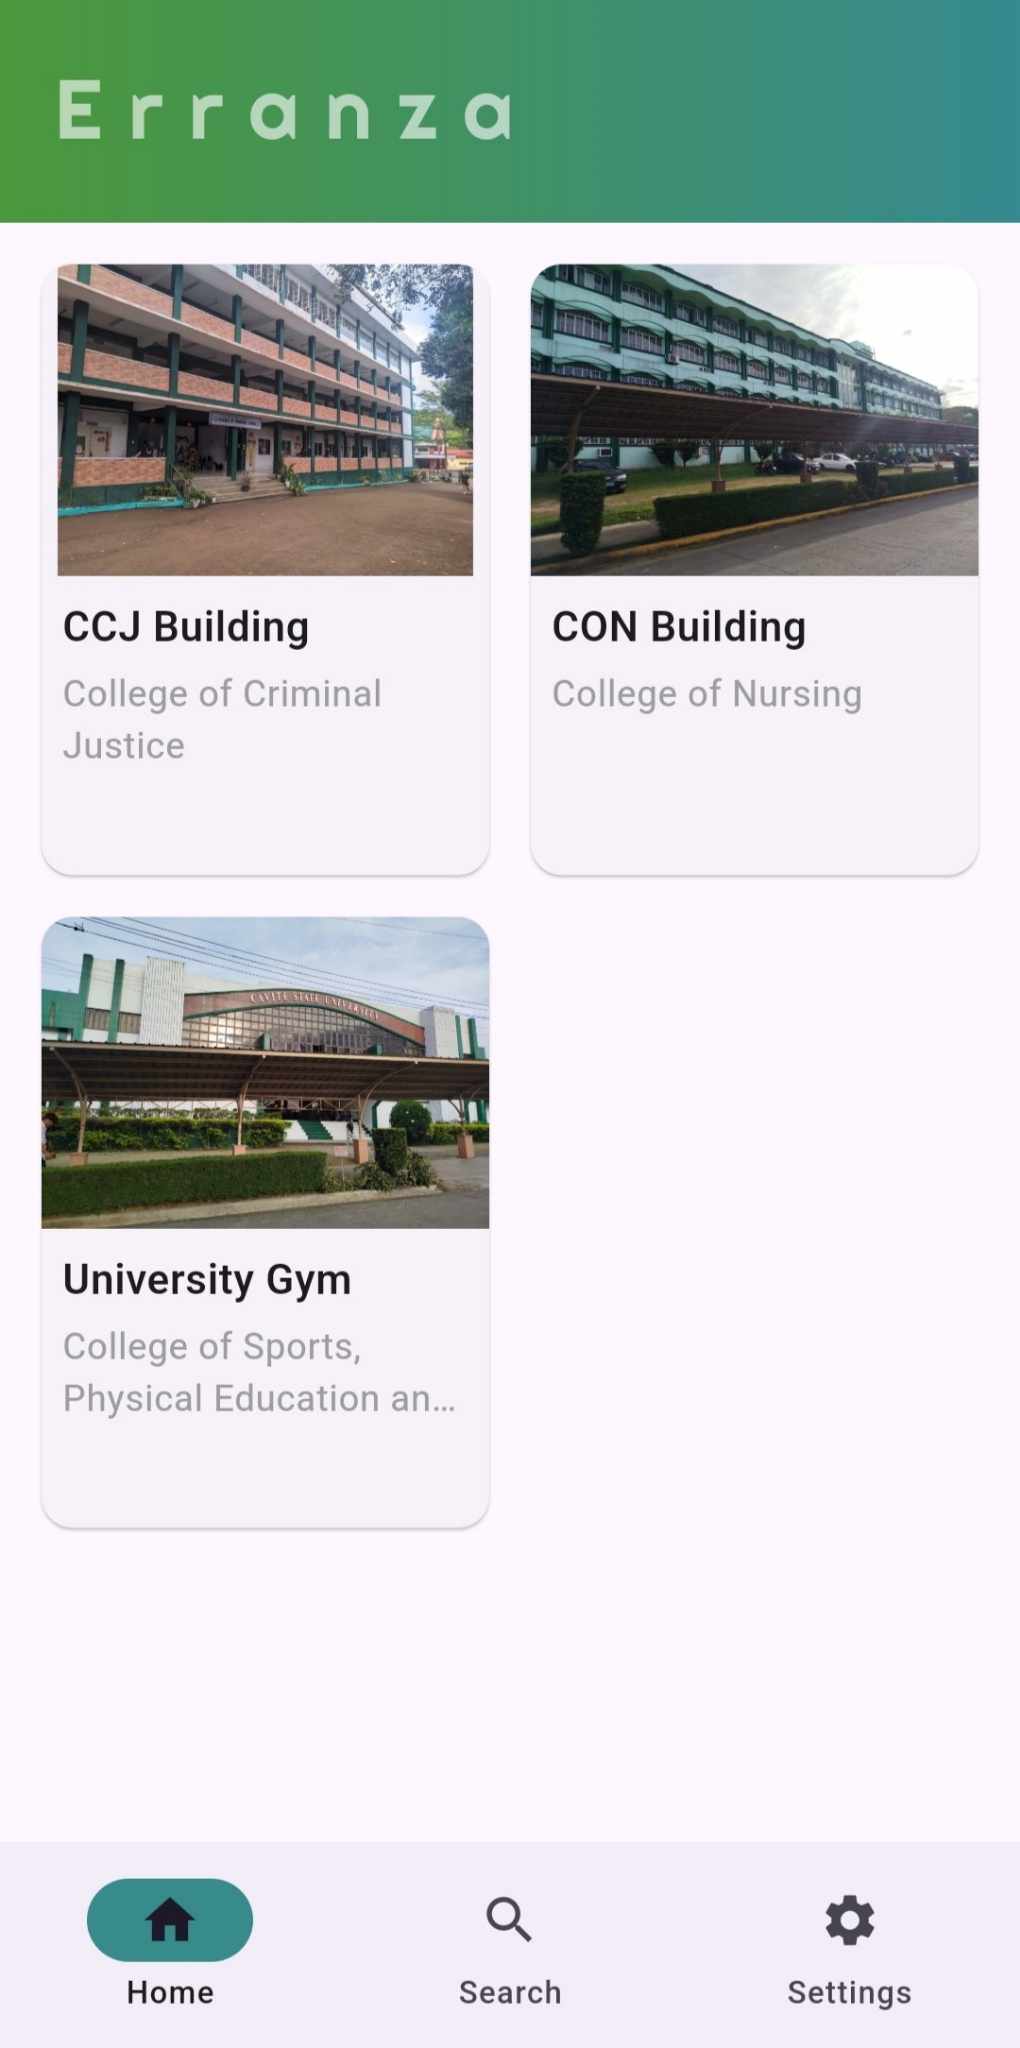 Erranza
CCJ Building
College of Criminal
Justice
CON Building
College of Nursing
CAVITE STATE UNIVERSITY
University Gym
College of Sports,
Physical Education an...
Home
Search
Settings